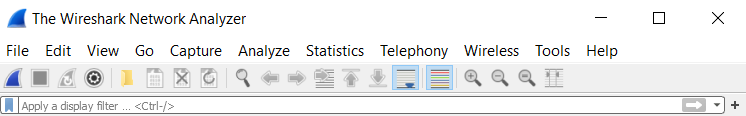 The Wireshark Network Analyzer
File Edit View Go Capture Analyze Statistics Telephony Wireless Tools Help
Apply a display filter ... <Ctrl-/>